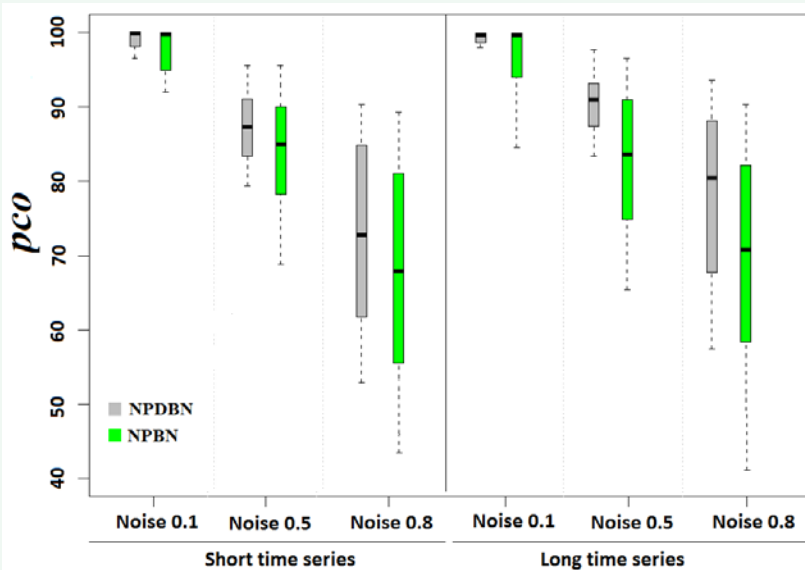 100
90
80
70
60
50
40
pco
NPDBN
NPBN
Noise 0.1 Noise 0.5 Noise 0.8 Noise 0.1 Noise 0.5 Noise 0.8
Short time series Long time series